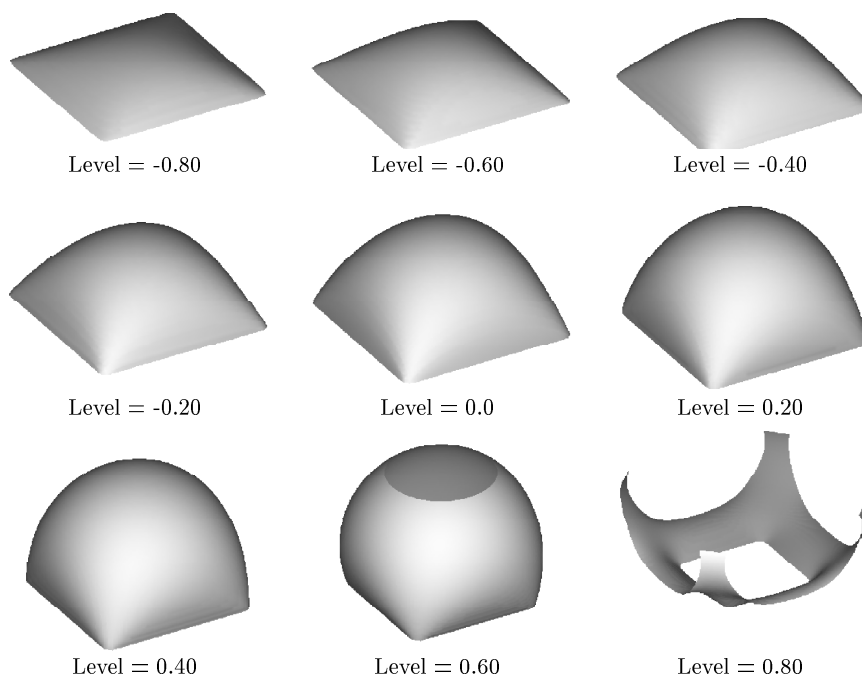 Level = -0.80
Level = -0.60
Level = -0.40
Level = -0.20
Level = 0.0
Level = 0.20
Level = 0.40
Level = 0.60
Level = 0.80